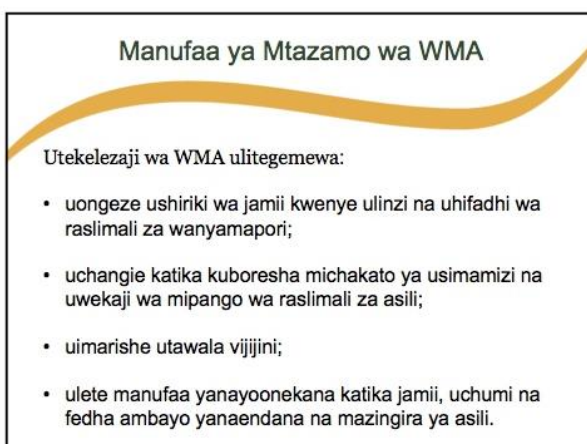 Manufaa ya Mtazamo wa WMA
Utekelezaji wa WMA ulitegemewa:
• uongeze ushiriki wa jamii kwenye ulinzi na uhifadhi wa
raslimali za wanyamapori;
• uchangie katika kuboresha michakato ya usimamizi na
uwekaji wa mipango wa raslimali za asili;
• uimarishe utawala vijijini;
• ulete manufaa yanayoonekana katika jamii, uchumi na
fedha ambayo yanaendana na mazingira ya asili.